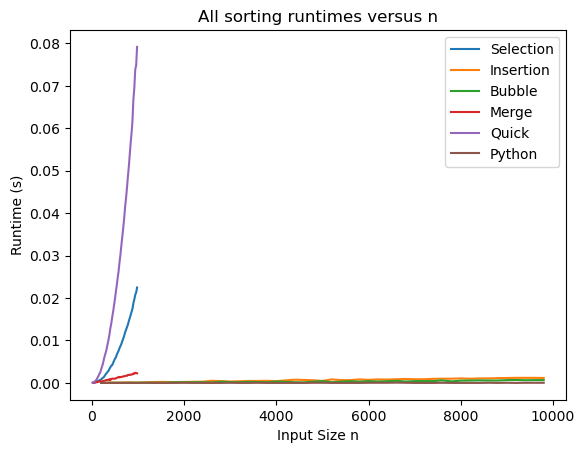 All sorting runtimes versus n
Runtime (s)
0.08
0.07
0.06
0.05
0.04
0.03
0.02
0.01
0.00
Selection
Insertion
Bubble
Merge
Quick
Python
0 2000 4000 6000 8000 10000
Input Size n